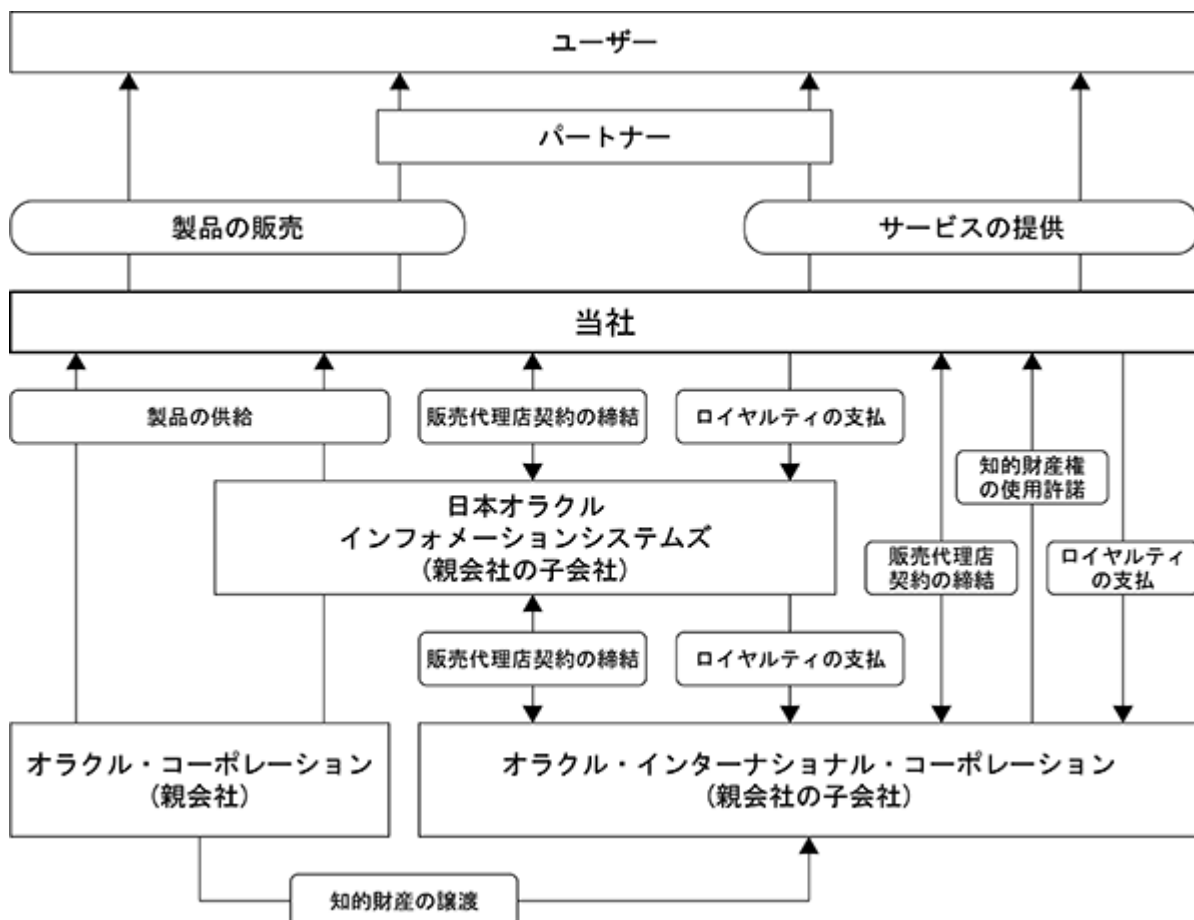 ユーザー
パートナー
製品の販売
サービスの提供
当社
製品の供給
販売代理店契約の締結
ロイヤルティの支払
知的財産権
の使用許諾
日本オラクル
インフォメーションシステムズ
(親会社の子会社)
販売代理店
契約の締結
ロイヤルティ
の支払
販売代理店契約の締結
ロイヤルティの支払
オラクル・コーポレーション
(親会社)
オラクル・インターナショナル・コーポレーション
(親会社の子会社)
知的財産の譲渡